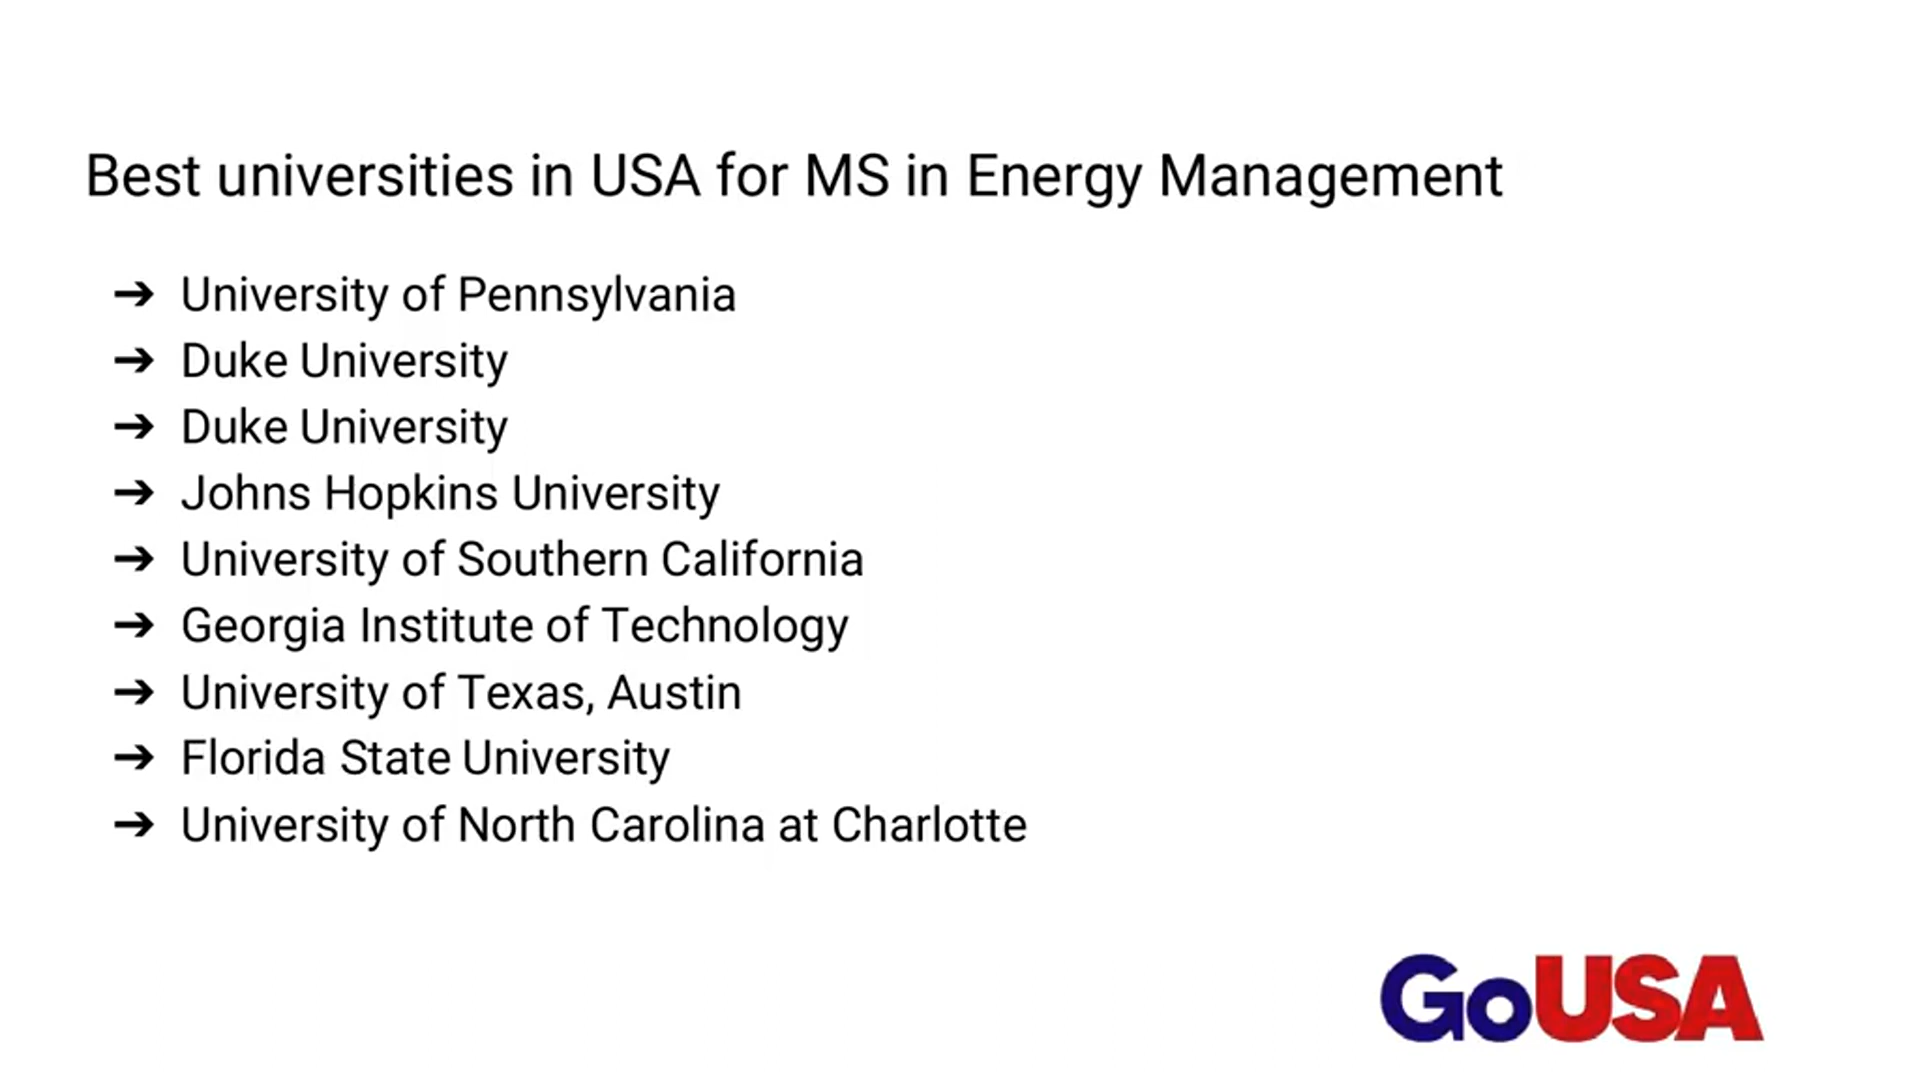 Best universities in USA for MS in Energy Management
➔ University of Pennsylvania
➔ Duke University
➔ Duke University
➔ Johns Hopkins University
➔ University of Southern California
➔ Georgia Institute of Technology
➔ University of Texas, Austin
➔ Florida State University
➔ University of North Carolina at Charlotte
GoUSA